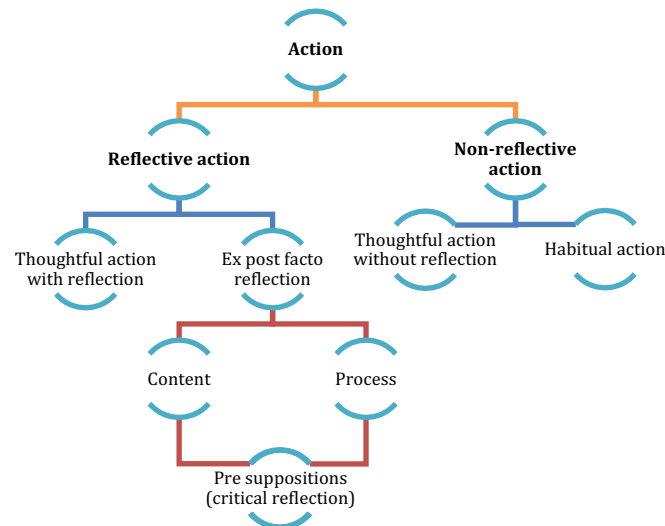 Action
Reflective action
Non-reflective
action
Thoughtful action
with reflection
Ex post facto
reflection
Thoughtful action
without reflection
Habitual action
Content
Process
Pre suppositions
(critical reflection)